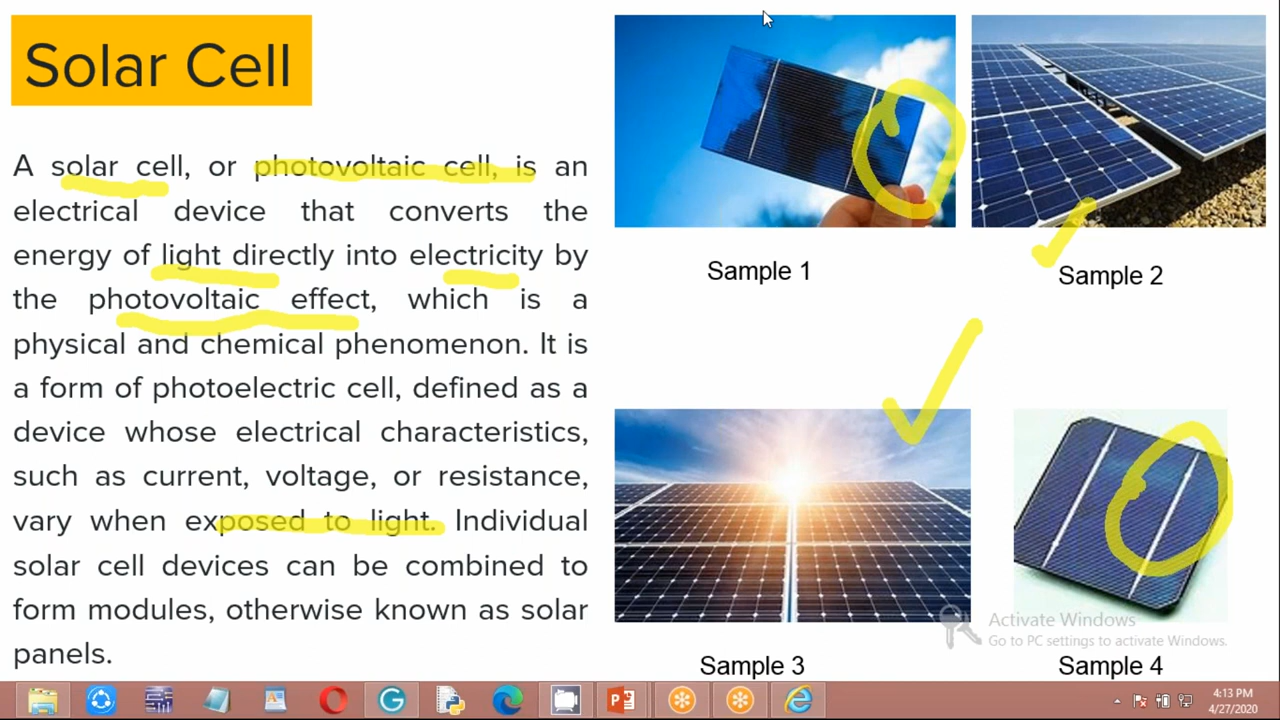 Solar Cell
A solar cell, or photovoltaic cell, is an
electrical device that converts the
energy of light directly into electricity by
the photovoltaic effect, which is a
physical and chemical phenomenon. It is
a form of photoelectric cell, defined as a
device whose electrical characteristics,
such as current, voltage, or resistance,
vary when exposed to light. Individual
solar cell devices can be combined to
form modules, otherwise known as solar
panels.
Sample 1
Sample 2
Sample 3
Sample 4
Activate Windows
Go to PC settings to activate Windows.
4:13 PM
4/27/2020